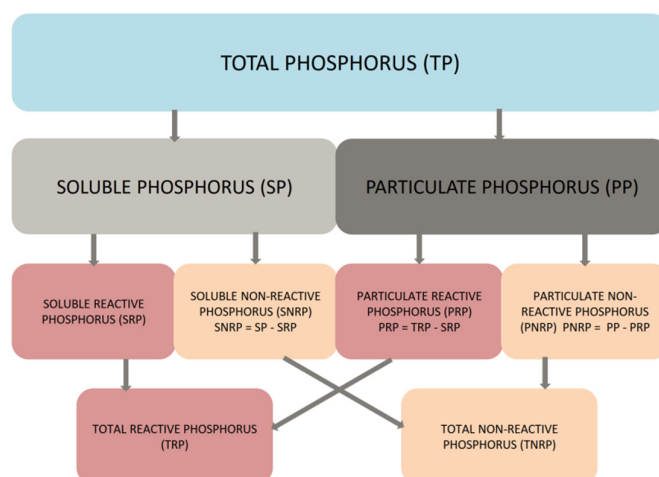 TOTAL PHOSPHORUS (TP)
SOLUBLE PHOSPHORUS (SP)
PARTICULATE PHOSPHORUS (PP)
SOLUBLE REACTIVE
PHOSPHORUS (SRP)
SOLUBLE NON-REACTIVE
PHOSPHORUS (SNRP)
SNRP = SP - SRP
PARTICULATE REACTIVE
PHOSPHORUS (PRP)
PRP = TRP - SRP
PARTICULATE NON-
REACTIVE PHOSPHORUS
(PNRP) PNRP = PP - PRP
TOTAL REACTIVE PHOSPHORUS
(TRP)
TOTAL NON-REACTIVE
PHOSPHORUS (TNRP)